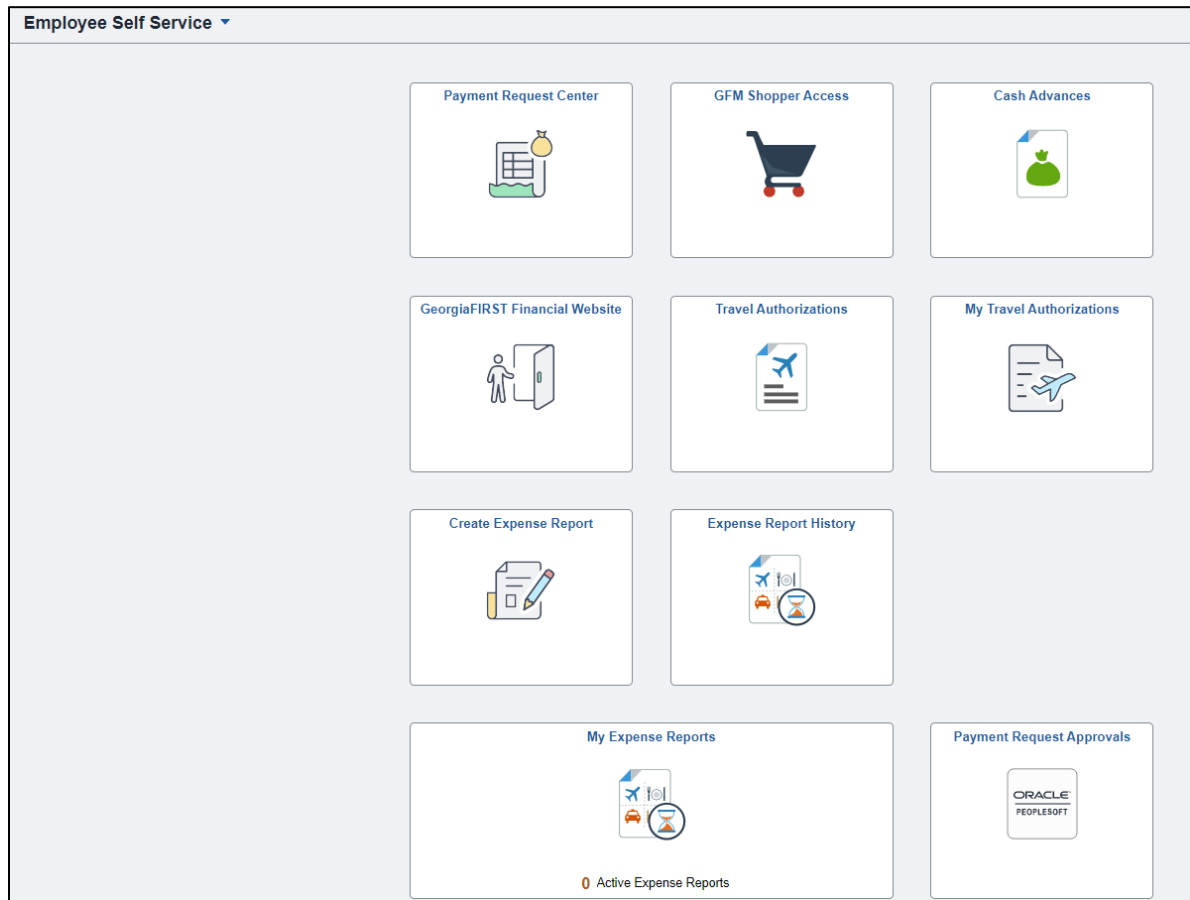 Employee Self Service
Payment Request Center
GFM Shopper Access
Cash Advances
GeorgiaFIRST Financial Website
Travel Authorizations
My Travel Authorizations
Create Expense Report
Expense Report History
My Expense Reports
0 Active Expense Reports
Payment Request Approvals
ORACLE
PEOPLESOFT